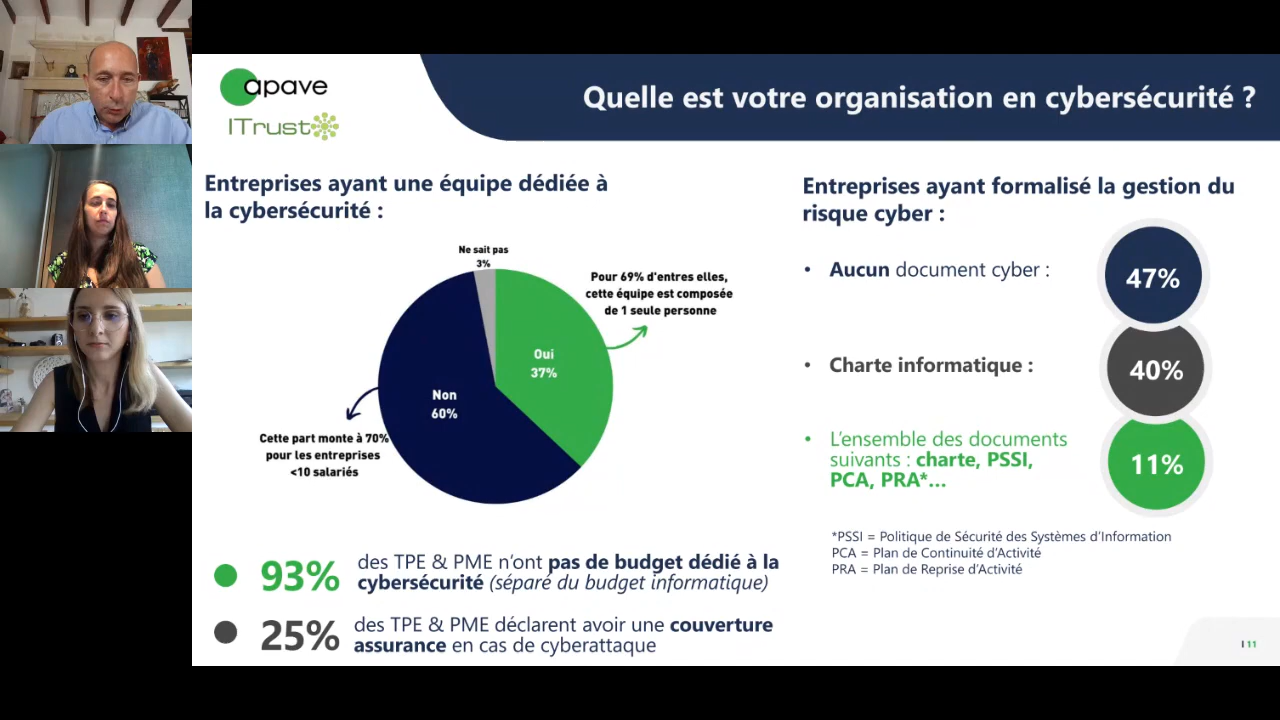 apave
ITrust
Quelle est votre organisation en cybersécurité ?
Entreprises ayant une équipe dédiée à
la cybersécurité :
Ne sait pas
3%
Pour 69% d'entres elles,
cette équipe est composée
de 1 seule personne
Oui
37%
Non
60%
Cette part monte à 70%
pour les entreprises
<10 salariés
93%
des TPE & PME n'ont pas de budget dédié à la
cybersécurité (séparé du budget informatique)
25%
des TPE & PME déclarent avoir une couverture
assurance en cas de cyberattaque
Entreprises ayant formalisé la gestion du
risque cyber :
• Aucun document cyber :
47%
• Charte informatique :
40%
• L'ensemble des documents
suivants : charte, PSSI,
PCA, PRA*...
11%
*PSSI = Politique de Sécurité des Systèmes d'Information
PCA = Plan de Continuité d'Activité
PRA = Plan de Reprise d'Activité
I 11